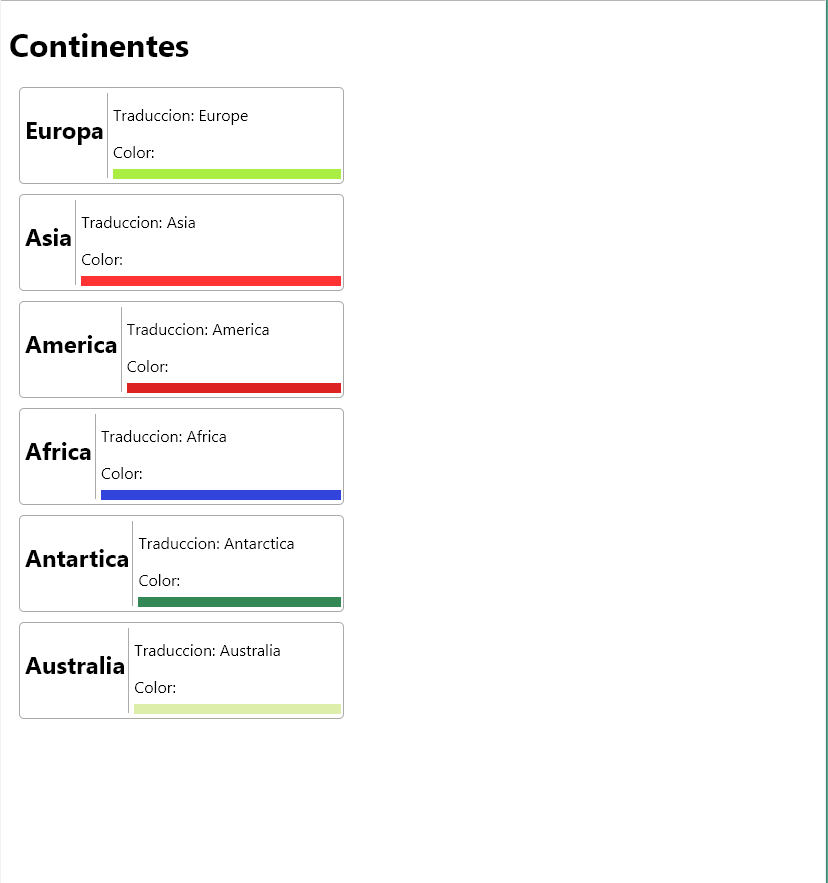 Continentes
Europa
Traduccion: Europe
Color:
Asia
Traduccion: Asia
Color:
America
Traduccion: America
Color:
Africa
Traduccion: Africa
Color:
Antartica
Traduccion: Antarctica
Color:
Australia
Traduccion: Australia
Color: